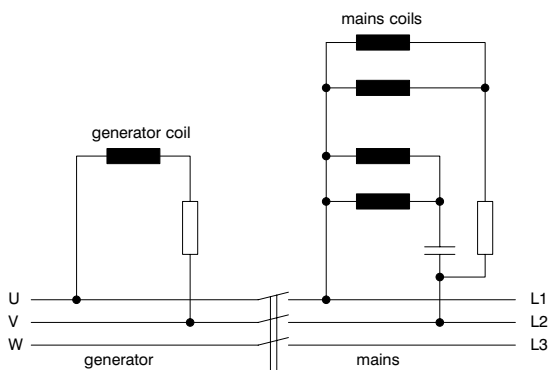 mains coils
generator coil
U
L1
V
L2
W
L3
generator
mains